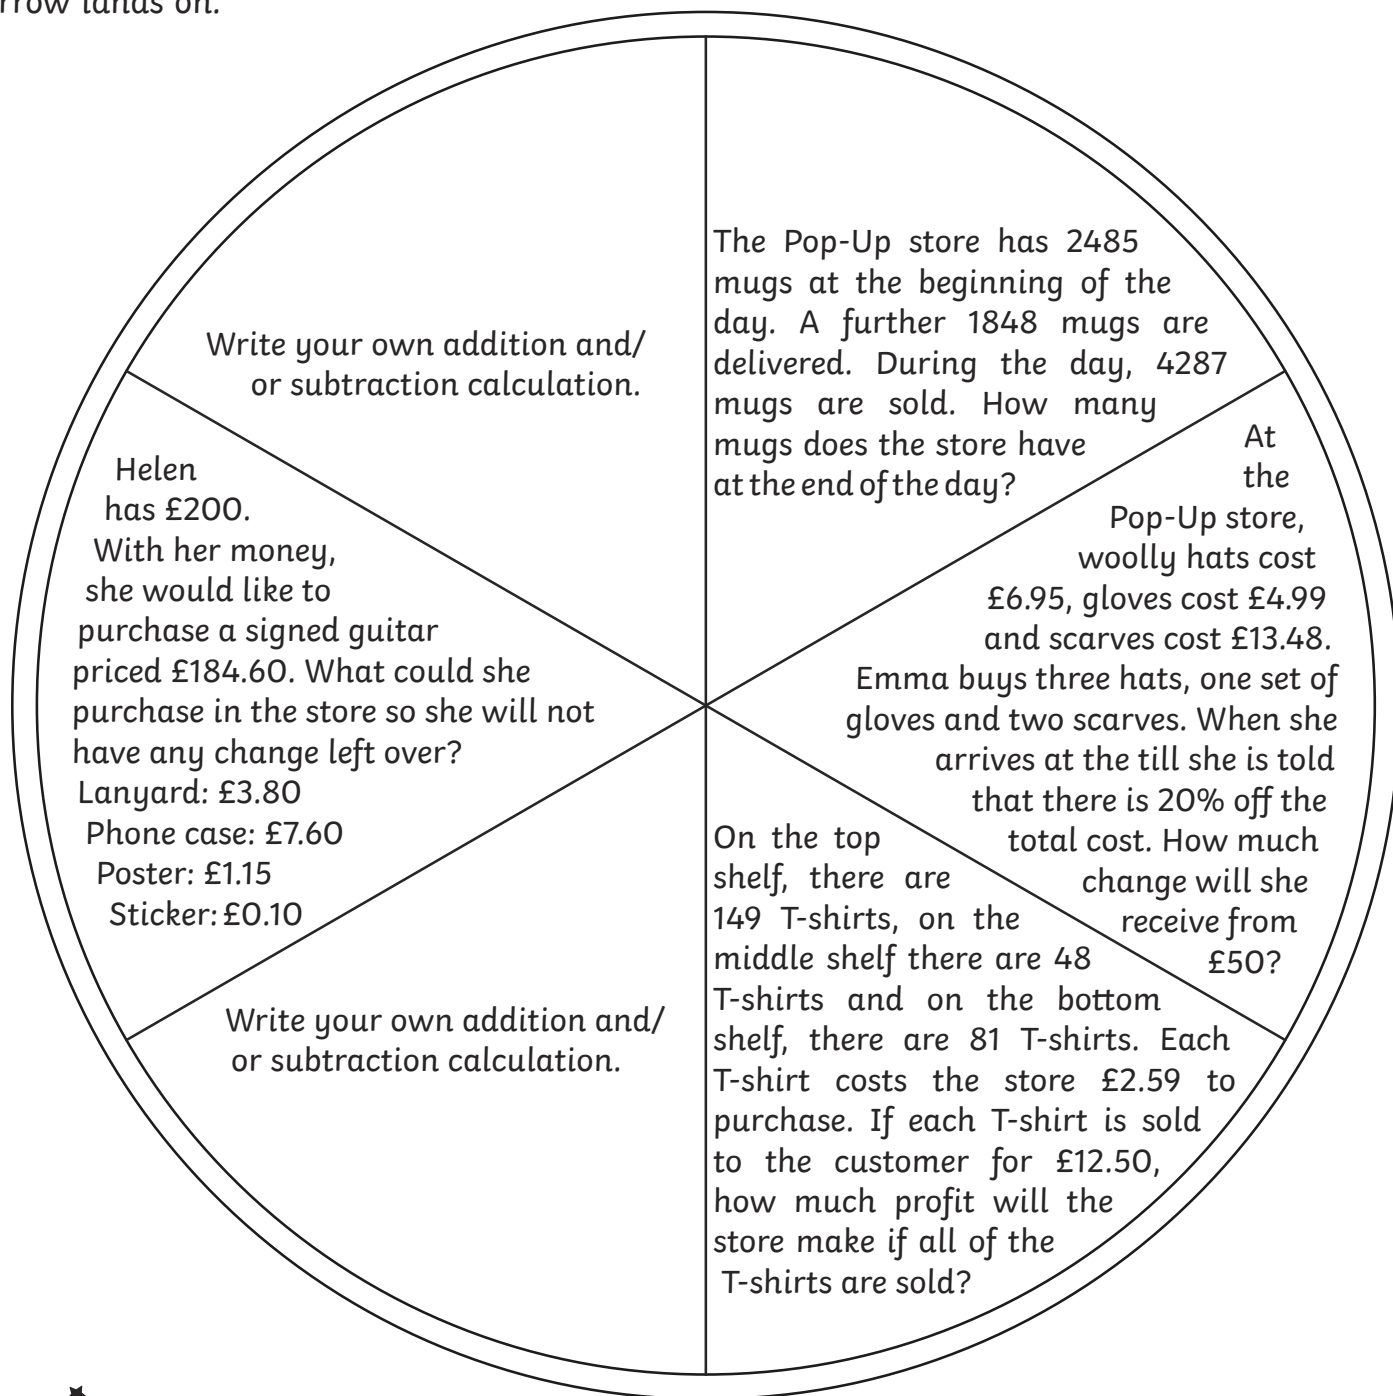 rrow lands on.
Write your own addition and/
or subtraction calculation.
The Pop-Up store has 2485
mugs at the beginning of the
day. A further 1848 mugs are
delivered. During the day, 4287
mugs are sold. How many
mugs does the store have
at the end of the day?
At
the
Pop-Up store,
woolly hats cost
£6.95, gloves cost £4.99
and scarves cost £13.48.
Emma buys three hats, one set of
gloves and two scarves. When she
arrives at the till she is told
that there is 20% off the
total cost. How much
change will she
receive from
£50?
On the top
shelf, there are
149 T-shirts, on the
middle shelf there are 48
T-shirts and on the bottom
shelf, there are 81 T-shirts. Each
T-shirt costs the store £2.59 to
purchase. If each T-shirt is sold
to the customer for £12.50,
how much profit will the
store make if all of the
T-shirts are sold?
Write your own addition and/
or subtraction calculation.
Helen
has £200.
With her money,
she would like to
purchase a signed guitar
priced £184.60. What could she
purchase in the store so she will not
have any change left over?
Lanyard: £3.80
Phone case: £7.60
Poster: £1.15
Sticker: £0.10